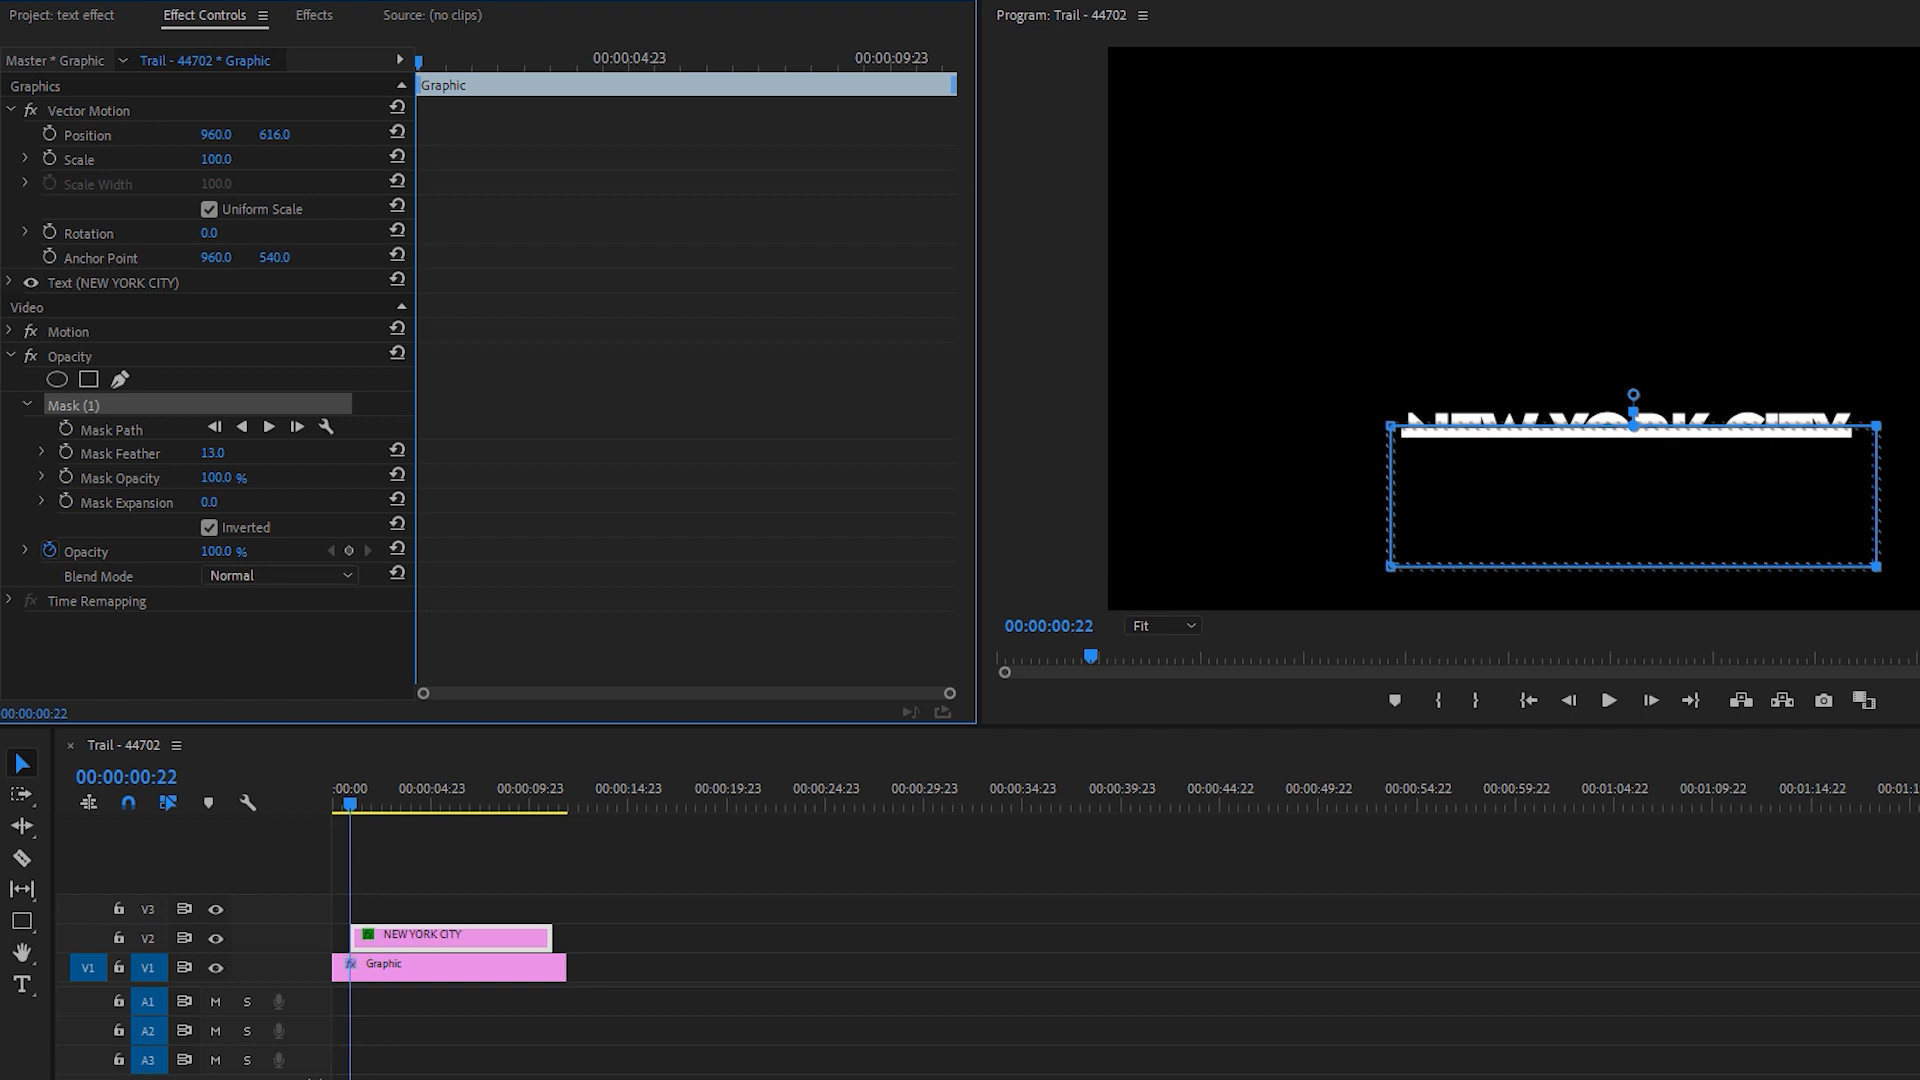 Project: text effect
Effect Controls
Effects
Source: (no clips)
Program: Trail - 44702
Master * Graphic
Trail - 44702 * Graphic
00:00:04:23
00:00:09:23
Graphics
Graphic
fx Vector Motion
Position 960.0 616.0
Scale 100.0
Scale Width 100.0
Uniform Scale
Rotation 0.0
Anchor Point 960.0 540.0
Text (NEW YORK CITY)
Video
fx Motion
fx Opacity
Mask (1)
Mask Path
Mask Feather 13.0
Mask Opacity 100.0 %
Mask Expansion 0.0
Inverted
Opacity 100.0 %
Blend Mode Normal
fx Time Remapping
NEW YORK CITY
00:00:00:22 Fit
00:00:00:22
Trail - 44702
00:00:00:22
:00:00 00:00:04:23 00:00:09:23 00:00:14:23 00:00:19:23 00:00:24:23 00:00:29:23 00:00:34:23 00:00:39:23 00:00:44:22 00:00:49:22 00:00:54:22 00:00:59:22 00:01:04:22 00:01:09:22 00:01:14:22 00:01:1
V3
V2 fx NEW YORK CITY
V1 V1 fx Graphic
A1 M S
A2 M S
A3 M S
T